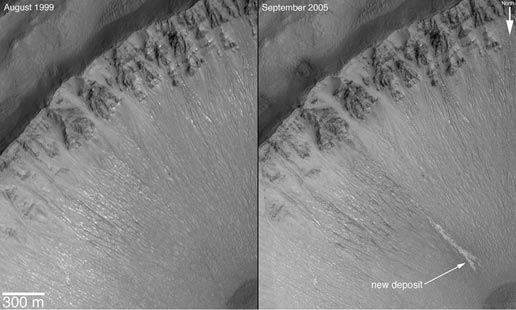 August 1999
September 2005
North
new deposit
300 m